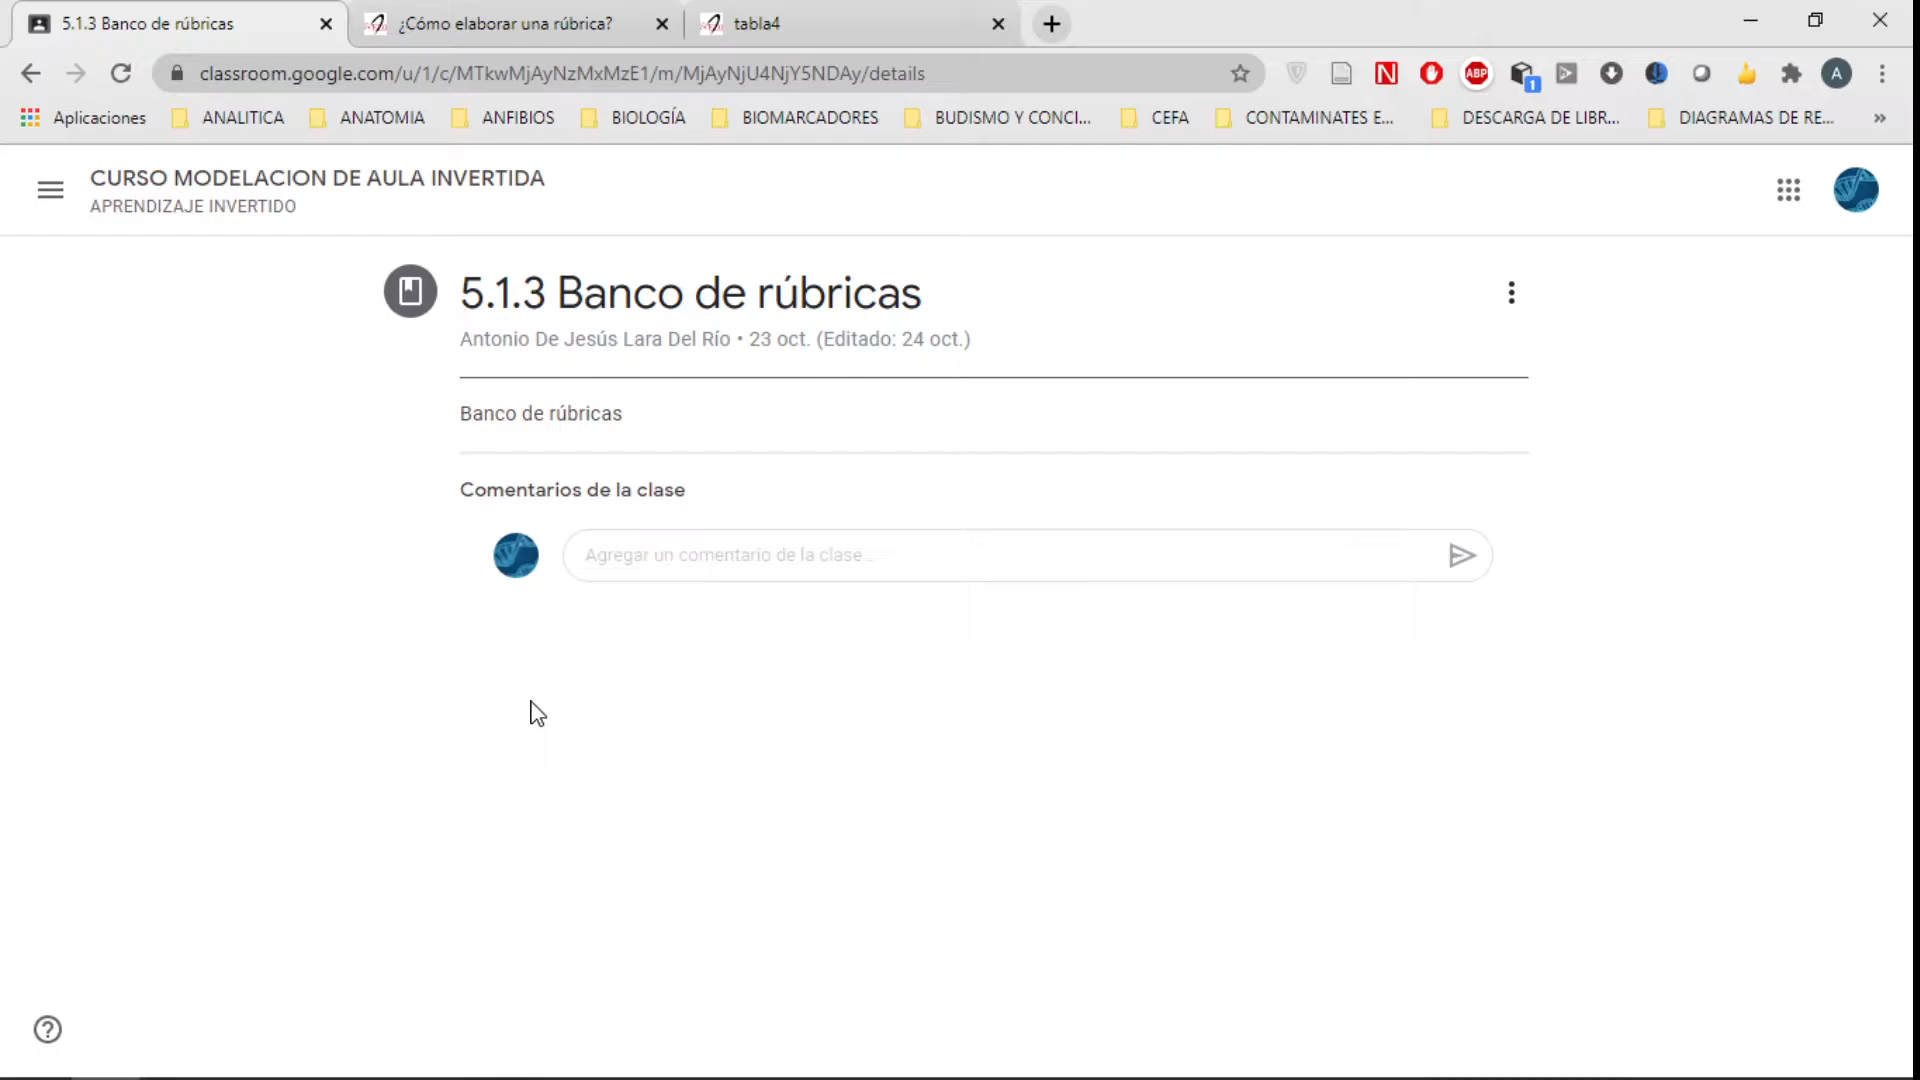 5.1.3 Banco de rúbricas
¿Cómo elaborar una rúbrica?
tabla4
classroom.google.com/u/1/c/MTkwMjAyNzMxMzE1/m/MjAyNjU4NjY5NDAy/details
N
ABP
1
A
Aplicaciones
ANALITICA
ANATOMIA
ANFIBIOS
BIOLOGÍA
BIOMARCADORES
BUDISMO Y CONCI...
CEFA
CONTAMINATES E...
DESCARGA DE LIBR...
DIAGRAMAS DE RE...
»
CURSO MODELACION DE AULA INVERTIDA
APRENDIZAJE INVERTIDO
5.1.3 Banco de rúbricas
Antonio De Jesús Lara Del Río • 23 oct. (Editado: 24 oct.)
Banco de rúbricas
Comentarios de la clase
Agregar un comentario de la clase...